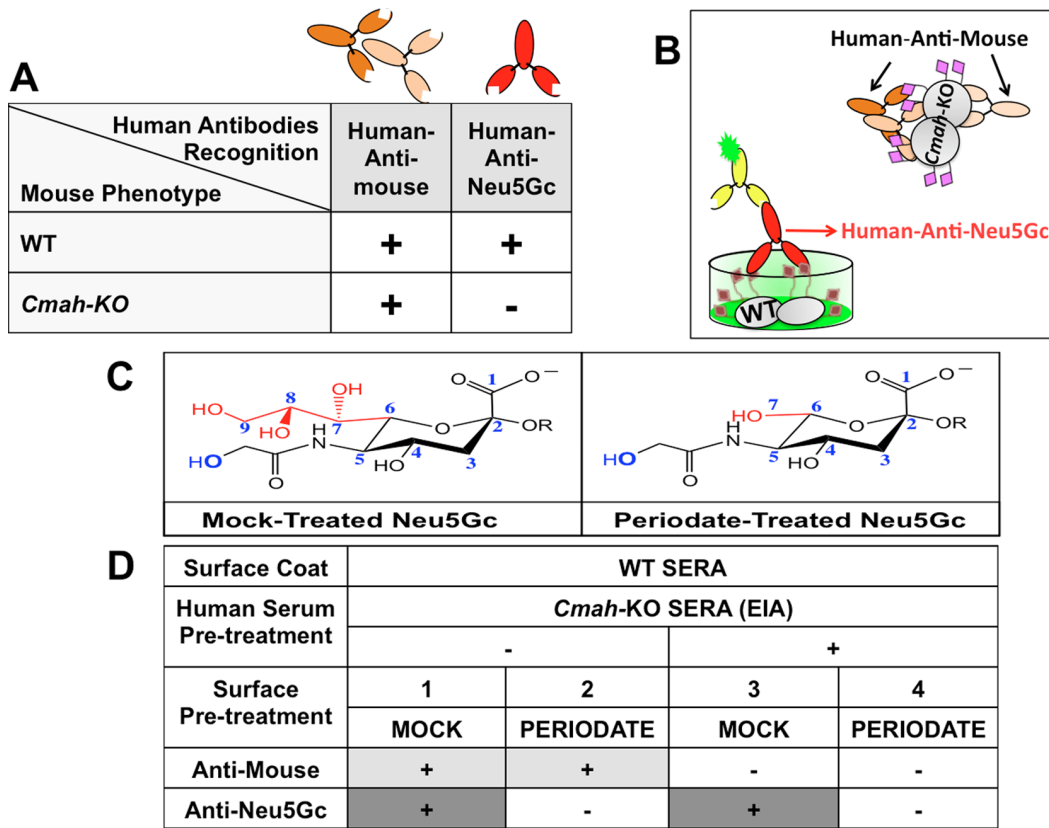 A
Human Antibodies
Recognition
Mouse Phenotype
Human-
Anti-
mouse
Human-
Anti-
Neu5Gc
WT
+
+
Cmah-KO
+
-
B
Human-Anti-Mouse
Cmah-KO
Human-Anti-Neu5Gc
WT
C
O
O
−
1
OH
8
6
HO
7
O
2
OR
9
HO
H
N
4
HO
5
HO
3
O
Mock-Treated Neu5Gc
O
O
−
1
7
6
HO
O
2
OR
H
N
4
HO
5
HO
3
O
Periodate-Treated Neu5Gc
D
Surface Coat
WT SERA
Human Serum
Pre-treatment
Cmah-KO SERA (EIA)
-
+
Surface
Pre-treatment
1
2
3
4
MOCK
PERIODATE
MOCK
PERIODATE
Anti-Mouse
+
+
-
-
Anti-Neu5Gc
+
-
+
-